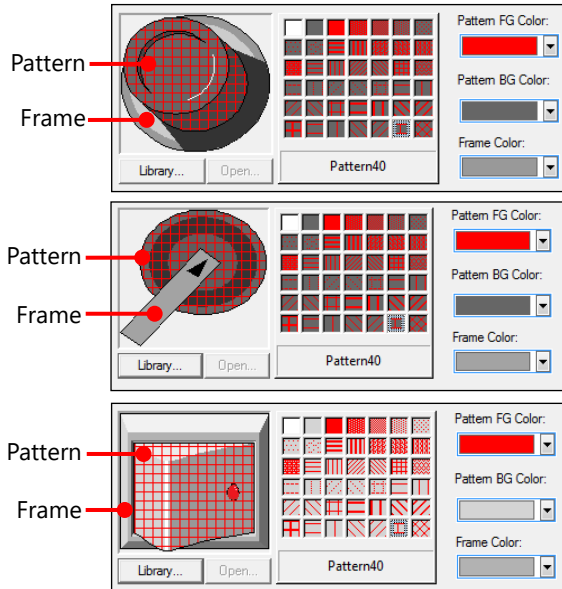 Pattern
Frame
Library...
Open...
Pattern40
Pattern FG Color:
Pattern BG Color:
Frame Color:
Pattern
Frame
Library...
Open...
Pattern40
Pattern FG Color:
Pattern BG Color:
Frame Color:
Pattern
Frame
Library...
Open...
Pattern40
Pattern FG Color:
Pattern BG Color:
Frame Color: